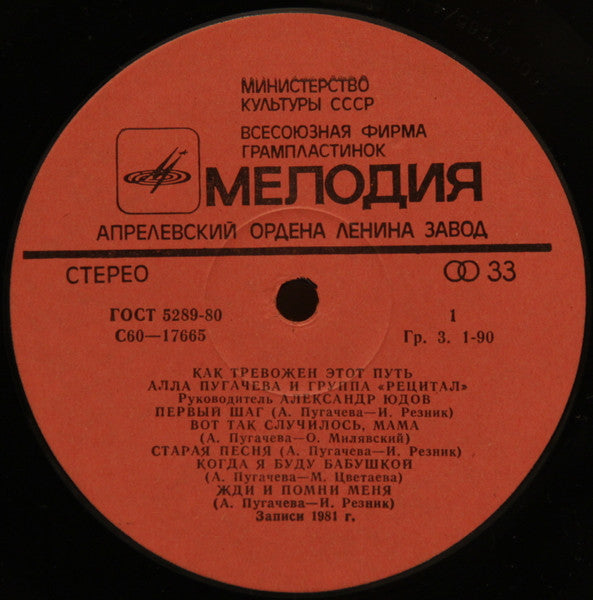 МИНИСТЕРСТВО
КУЛЬТУРЫ СССР
ВСЕСОЮЗНАЯ ФИРМА
ГРАМПЛАСТИНОК
МЕЛОДИЯ
АПРЕЛЕВСКИЙ ОРДЕНА ЛЕНИНА ЗАВОД
СТЕРЕО 33
ГОСТ 5289-80 1
С60—17665 Гр. 3. 1-90
КАК ТРЕВОЖЕН ЭТОТ ПУТЬ
АЛЛА ПУГАЧЕВА И ГРУППА «РЕЦИТАЛ»
Руководитель АЛЕКСАНДР ЮДОВ
ПЕРВЫЙ ШАГ (А. Пугачева—И. Резник)
ВОТ ТАК СЛУЧИЛОСЬ, МАМА
(А. Пугачева—О. Милявский)
СТАРАЯ ПЕСНЯ (А. Пугачева—И. Резник)
КОГДА Я БУДУ БАБУШКОЙ
(А. Пугачева—М. Цветаева)
ЖДИ И ПОМНИ МЕНЯ
(А. Пугачева—И. Резник)
Записи 1981 г.